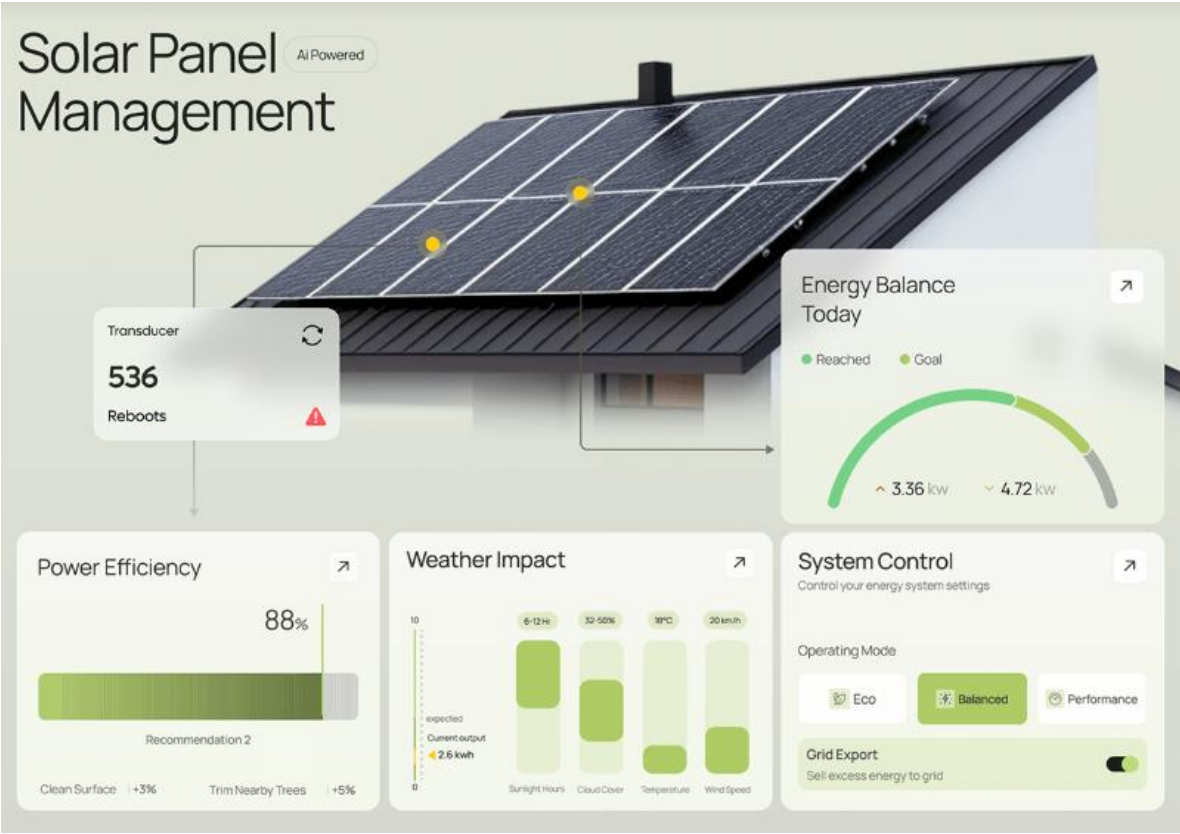 Solar Panel
Ai Powered
Management
Transducer
536
Reboots
Energy Balance
Today
Reached
Goal
3.36 kw
4.72 kw
Power Efficiency
88%
Recommendation 2
Clean Surface
+3%
Trim Nearby Trees
+5%
Weather Impact
10
expected
Current output
2.6 kwh
0
6-12 Hr
32-50%
18°C
20 km/h
Sunlight Hours
Cloud Cover
Temperature
Wind Speed
System Control
Control your energy system settings
Operating Mode
Eco
Balanced
Performance
Grid Export
Sell excess energy to grid